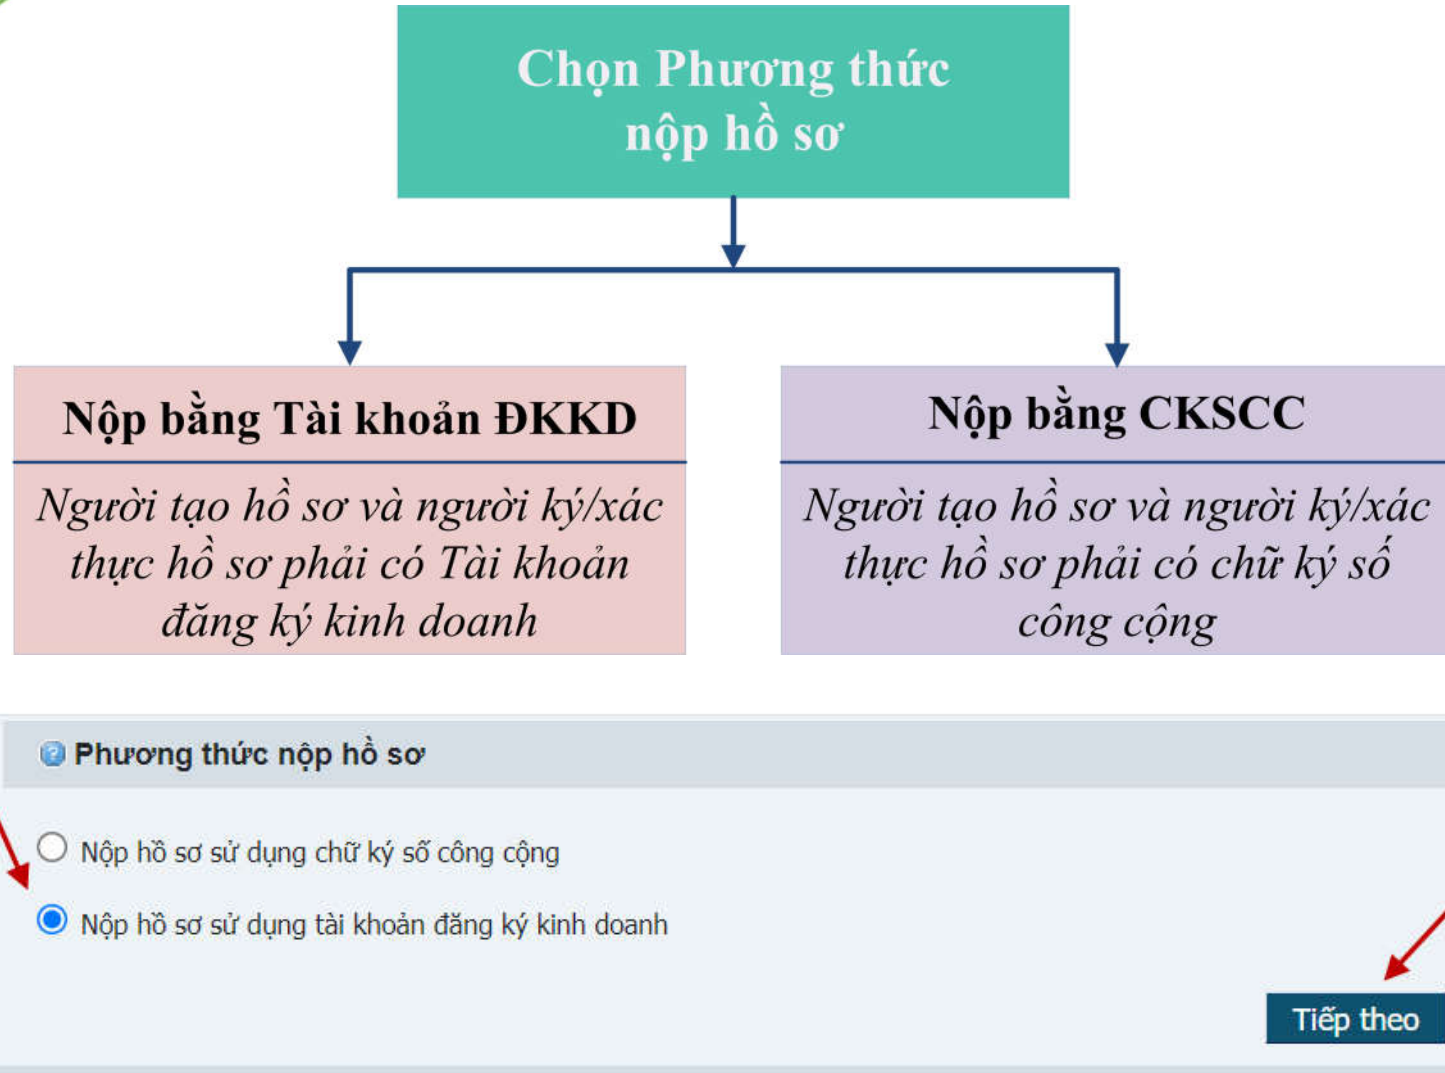 Chọn Phương thức
nộp hồ sơ
Nộp bằng Tài khoản ĐKKD
Người tạo hồ sơ và người ký/xác
thực hồ sơ phải có Tài khoản
đăng ký kinh doanh
Nộp bằng CKSCC
Người tạo hồ sơ và người ký/xác
thực hồ sơ phải có chữ ký số
công cộng
Phương thức nộp hồ sơ
Nộp hồ sơ sử dụng chữ ký số công cộng
Nộp hồ sơ sử dụng tài khoản đăng ký kinh doanh
Tiếp theo